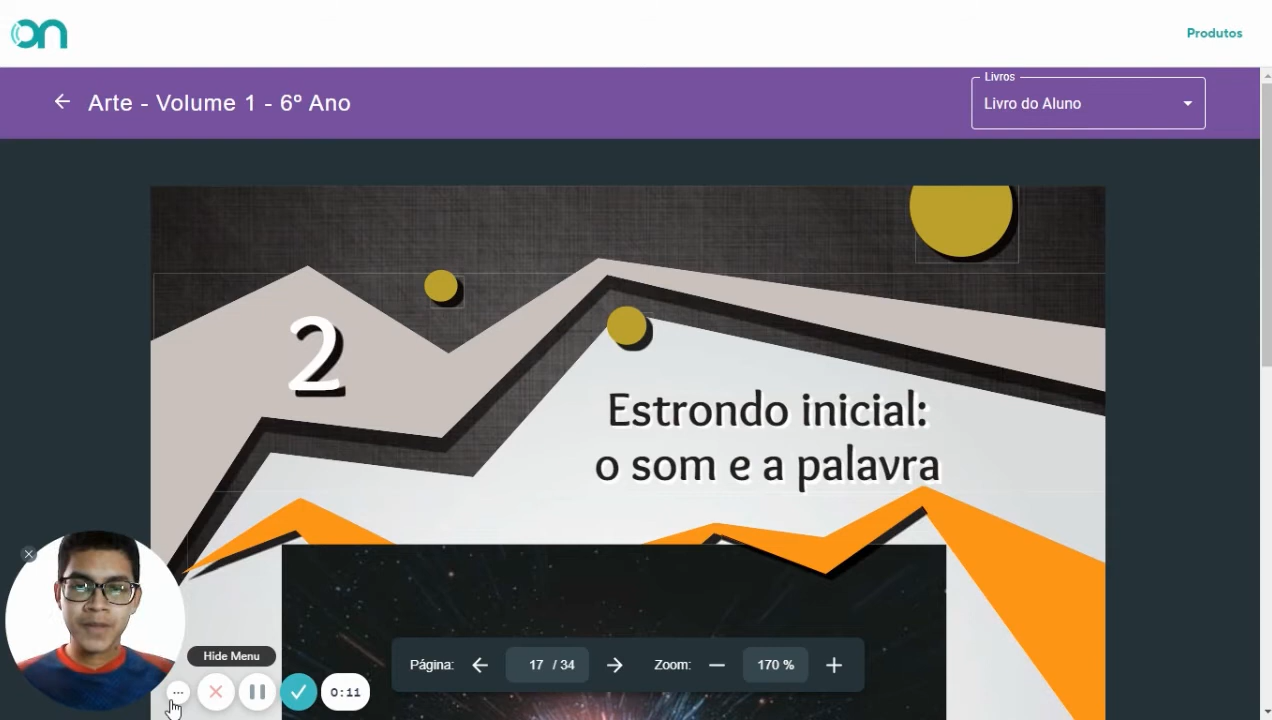 on
Produtos
Arte - Volume 1 - 6º Ano
Livros
Livro do Aluno
2
Estrondo inicial:
o som e a palavra
Hide Menu
0:11
Página:
17 / 34
Zoom:
170 %